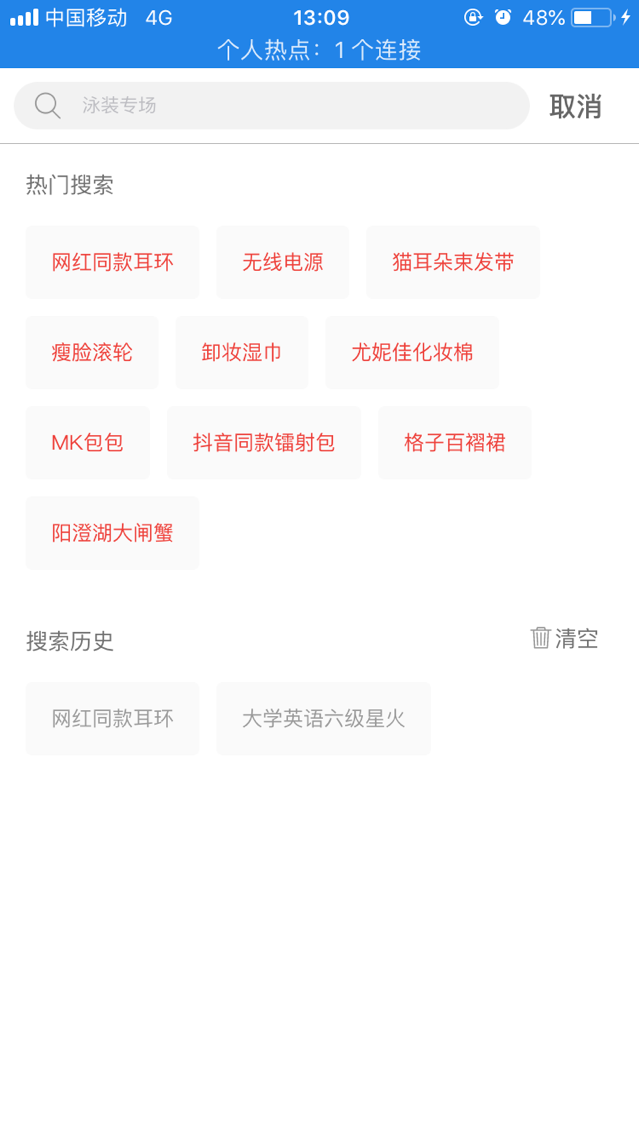 中国移动 4G 13:09 48%
个人热点：1 个连接
泳装专场 取消
热门搜索
网红同款耳环 无线电源 猫耳朵束发带
瘦脸滚轮 卸妆湿巾 尤妮佳化妆棉
MK包包 抖音同款镭射包 格子百褶裙
阳澄湖大闸蟹
搜索历史 清空
网红同款耳环 大学英语六级星火